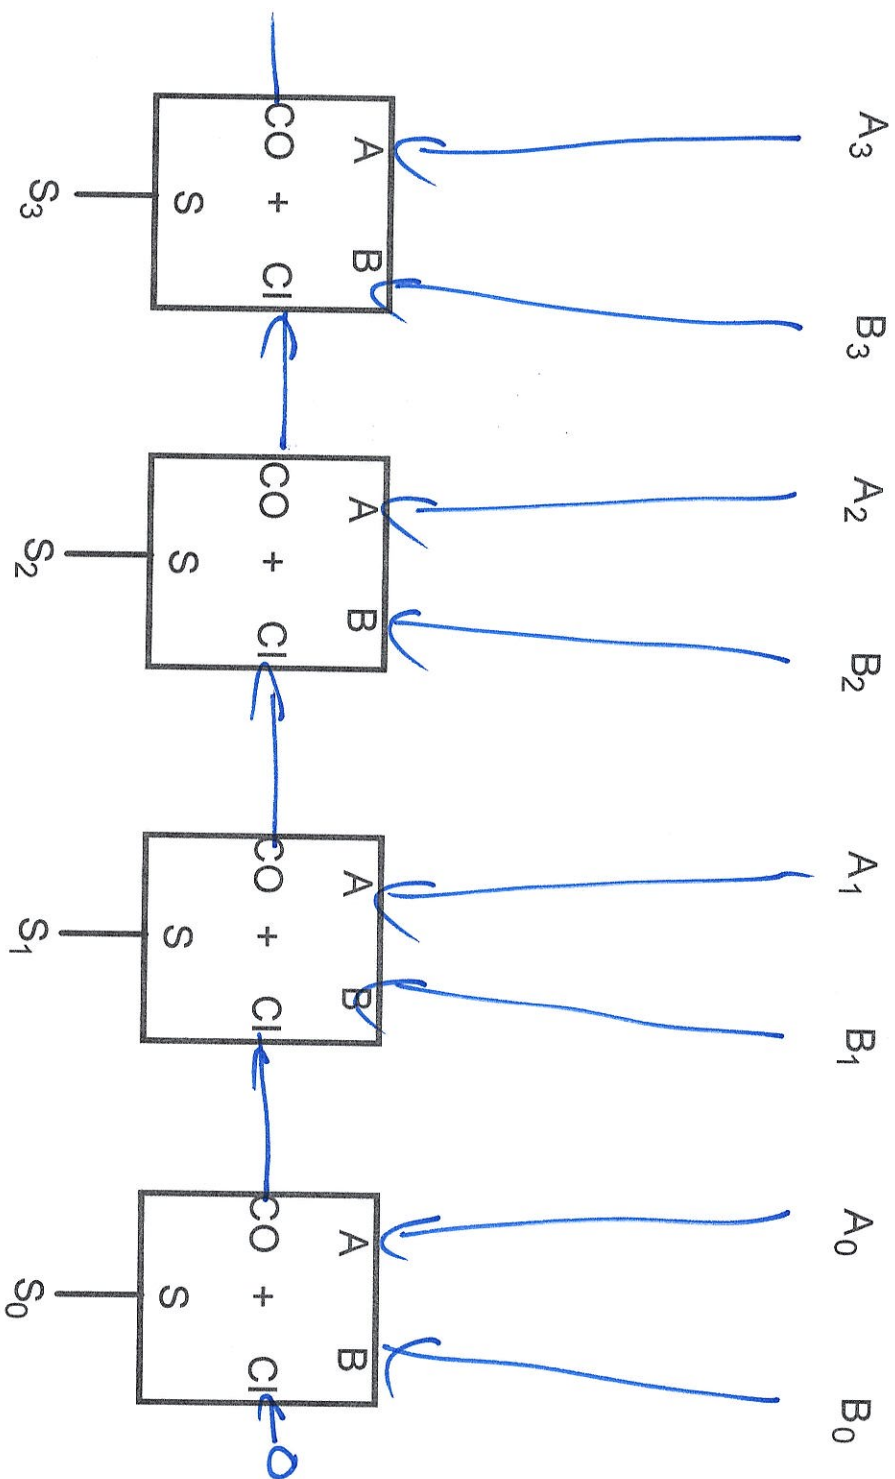 A3 B3 A2 B2 A1 B1 A0 B0
A B A B A B A B
CO + CI CO + CI CO + CI CO + CI 0
S S S S
S3 S2 S1 S0